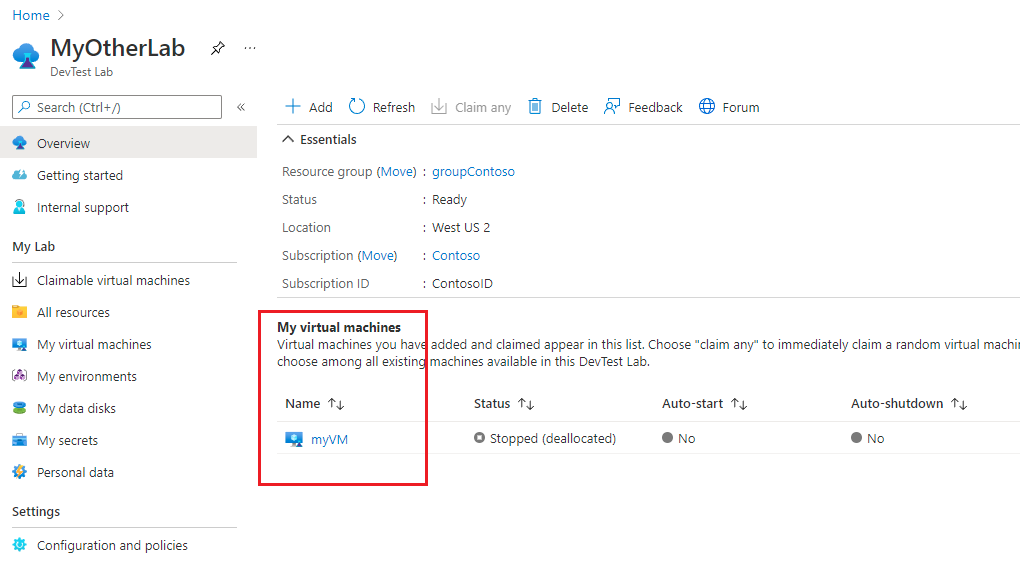 Home
MyOtherLab
DevTest Lab
Search (Ctrl+/)
Overview
Getting started
Internal support
My Lab
Claimable virtual machines
All resources
My virtual machines
My environments
My data disks
My secrets
Personal data
Settings
Configuration and policies
Add Refresh Claim any Delete Feedback Forum
Essentials
Resource group (Move) : groupContoso
Status : Ready
Location : West US 2
Subscription (Move) : Contoso
Subscription ID : ContosoID
My virtual machines
Virtual machines you have added and claimed appear in this list. Choose "claim any" to immediately claim a random virtual machin
choose among all existing machines available in this DevTest Lab.
Name Status Auto-start Auto-shutdown
myVM Stopped (deallocated) No No